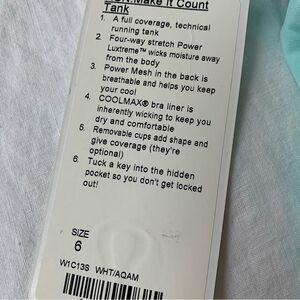 Make It Count
Tank
1. A full coverage, technical
running tank
2. Four-way stretch Power
Luxtreme™ wicks moisture away
from the body
3. Power Mesh in the back is
breathable and helps you keep
your cool
4. COOLMAX® bra liner is
inherently wicking to keep you
dry and comfortable
5. Removable cups add shape and
give coverage (they're
optional)
6. Tuck a key into the hidden
pocket so you don't get locked
out!
SIZE
6
W1C13S WHT/AQAM